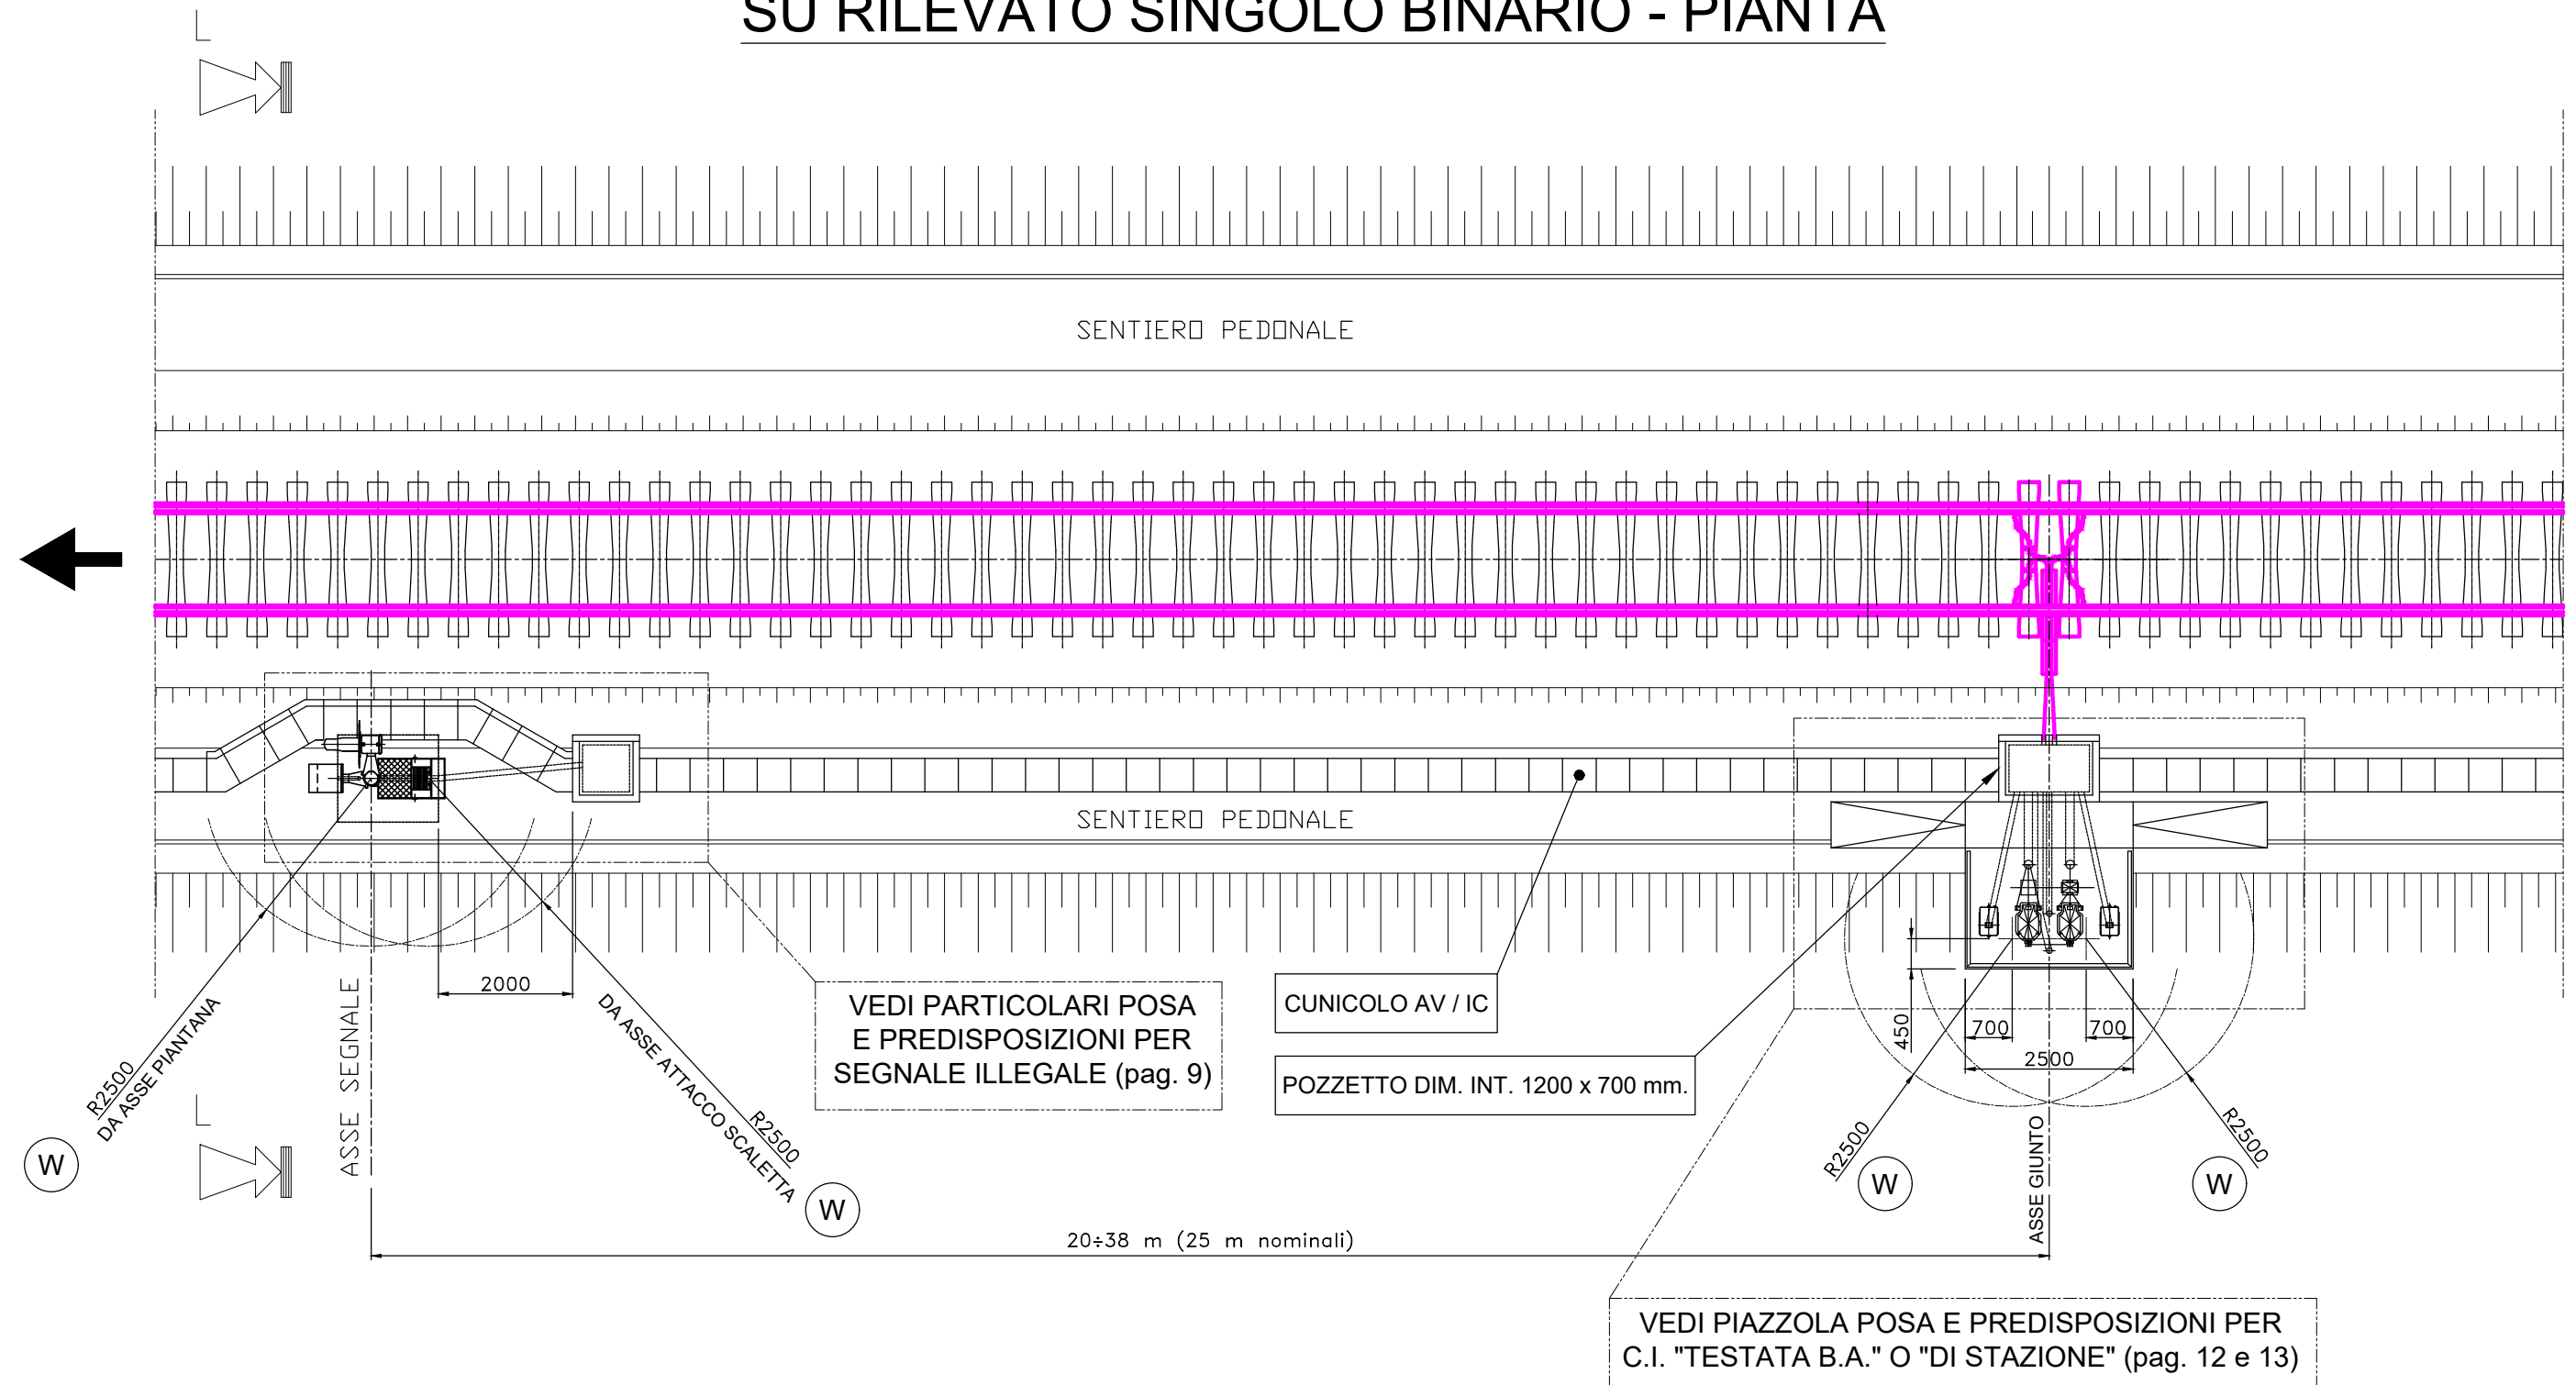 SU RILEVATO SINGOLO BINARIO - PIANTA
L
SENTIERO PEDONALE
SENTIERO PEDONALE
R2500
DA ASSE PIANTANA
W
L
ASSE SEGNALE
2000
DA ASSE ATTACCO SCALETTA
R2500
W
VEDI PARTICOLARI POSA
E PREDISPOSIZIONI PER
SEGNALE ILLEGALE (pag. 9)
CUNICOLO AV / IC
POZZETTO DIM. INT. 1200 x 700 mm.
450
700
700
2500
R2500
W
ASSE GIUNTO
R2500
W
20÷38 m (25 m nominali)
VEDI PIAZZOLA POSA E PREDISPOSIZIONI PER
C.I. "TESTATA B.A." O "DI STAZIONE" (pag. 12 e 13)